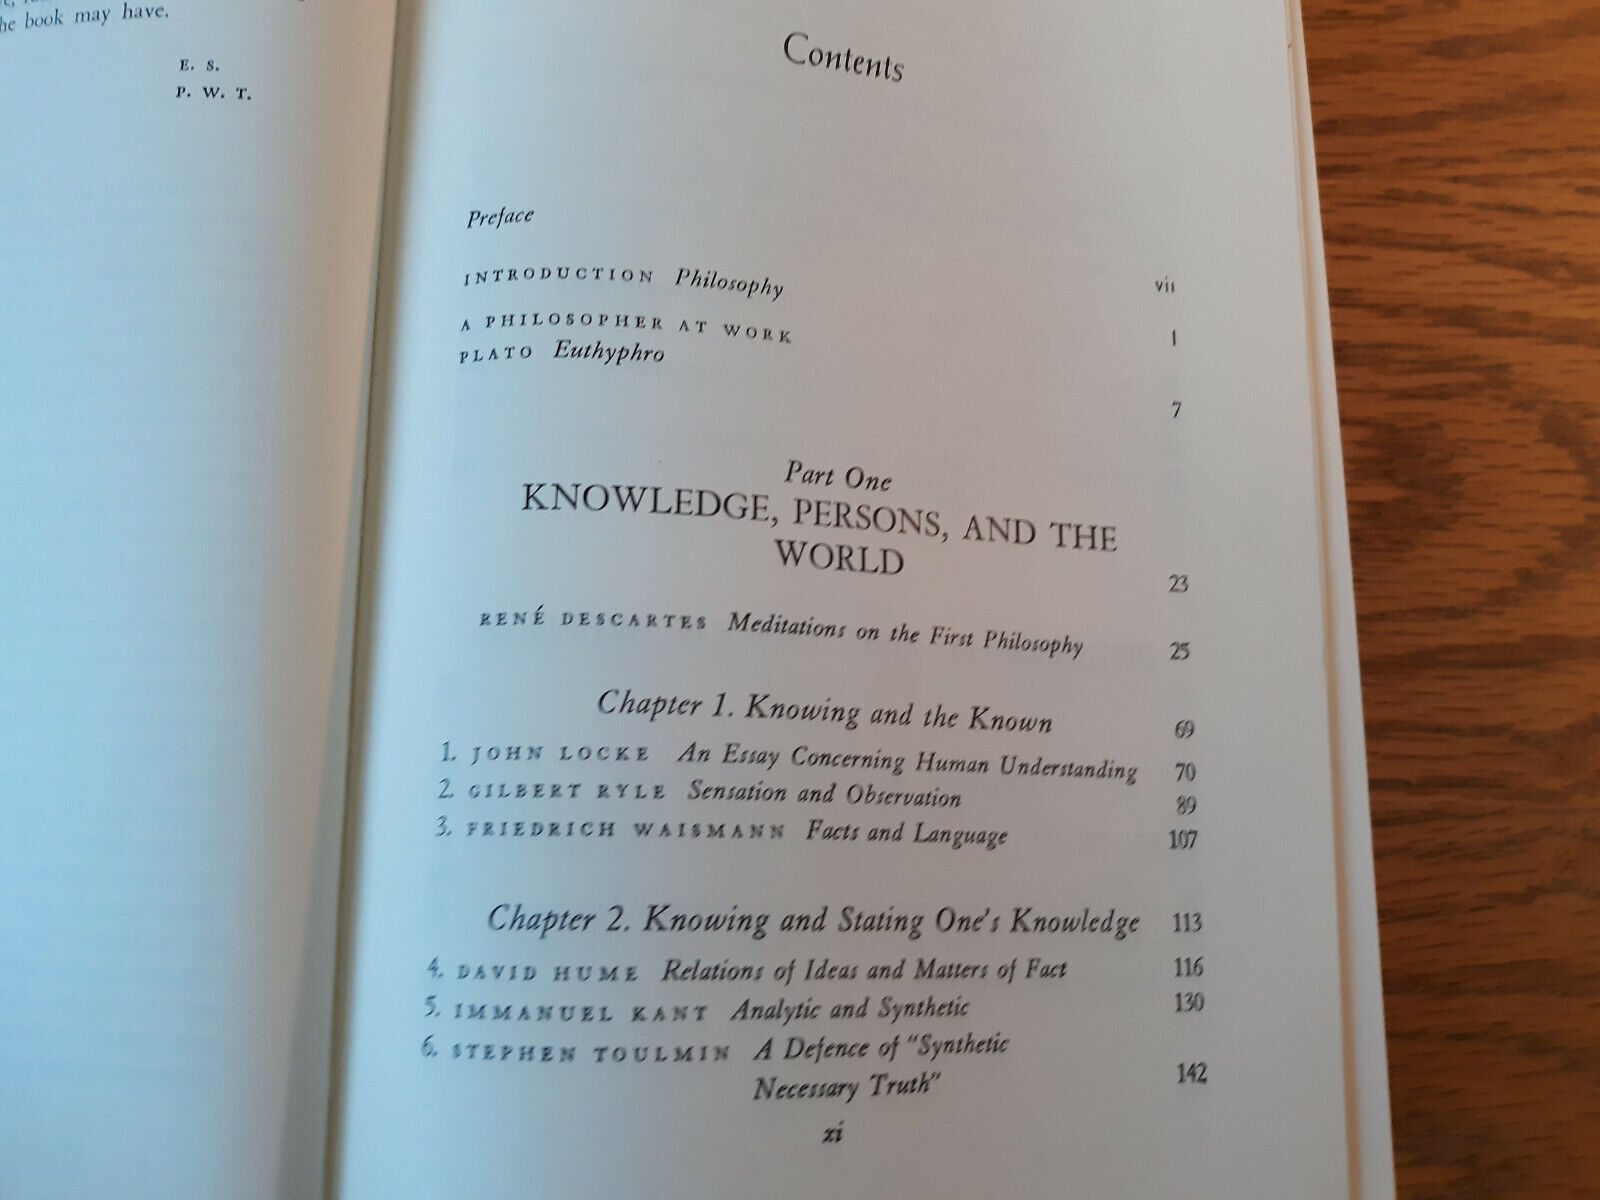 he book may have.
E. S.
P. W. T.
Contents
Preface vii
INTRODUCTION Philosophy 1
A PHILOSOPHER AT WORK
PLATO Euthyphro 7
Part One
KNOWLEDGE, PERSONS, AND THE
WORLD 23
RENÉ DESCARTES Meditations on the First Philosophy 25
Chapter 1. Knowing and the Known 69
1. JOHN LOCKE An Essay Concerning Human Understanding 70
2. GILBERT RYLE Sensation and Observation 89
3. FRIEDRICH WAISMANN Facts and Language 107
Chapter 2. Knowing and Stating One's Knowledge 113
4. DAVID HUME Relations of Ideas and Matters of Fact 116
5. IMMANUEL KANT Analytic and Synthetic 130
6. STEPHEN TOULMIN A Defence of "Synthetic
Necessary Truth" 142
xi